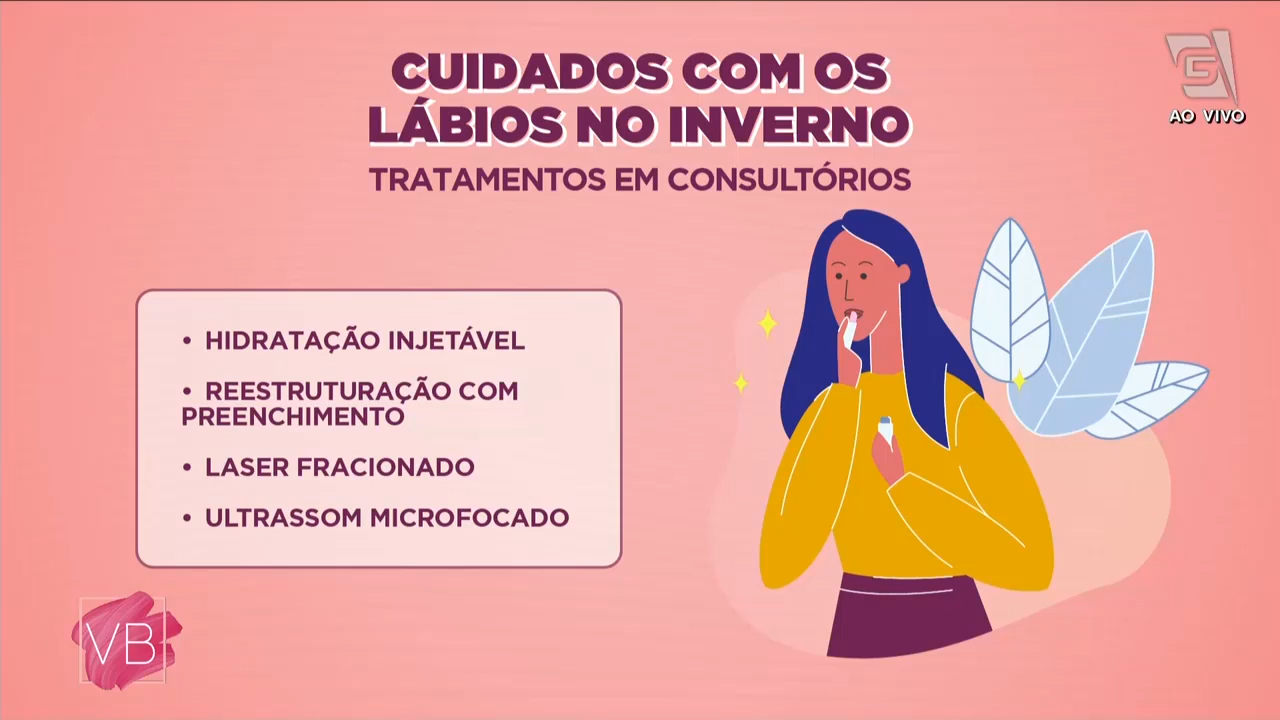 CUIDADOS COM OS
LÁBIOS NO INVERNO
TRATAMENTOS EM CONSULTÓRIOS
G
AO VIVO
• HIDRATAÇÃO INJETÁVEL
• REESTRUTURAÇÃO COM
PREENCHIMENTO
• LASER FRACIONADO
• ULTRASSOM MICROFOCADO
VB